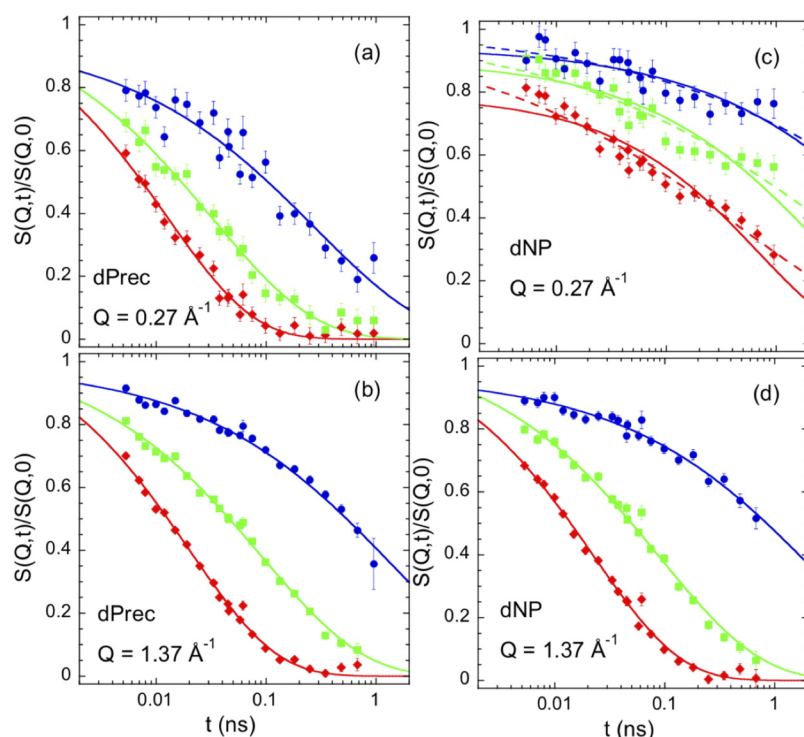 (a)
S(Q,t)/S(Q,0)
1
0.8
0.6
0.4
0.2
0
dPrec
Q = 0.27 Å-1
(c)
S(Q,t)/S(Q,0)
1
0.8
0.6
0.4
0.2
0
dNP
Q = 0.27 Å-1
(b)
S(Q,t)/S(Q,0)
1
0.8
0.6
0.4
0.2
0
dPrec
Q = 1.37 Å-1
0.01 0.1 1
t (ns)
(d)
S(Q,t)/S(Q,0)
1
0.8
0.6
0.4
0.2
0
dNP
Q = 1.37 Å-1
0.01 0.1 1
t (ns)